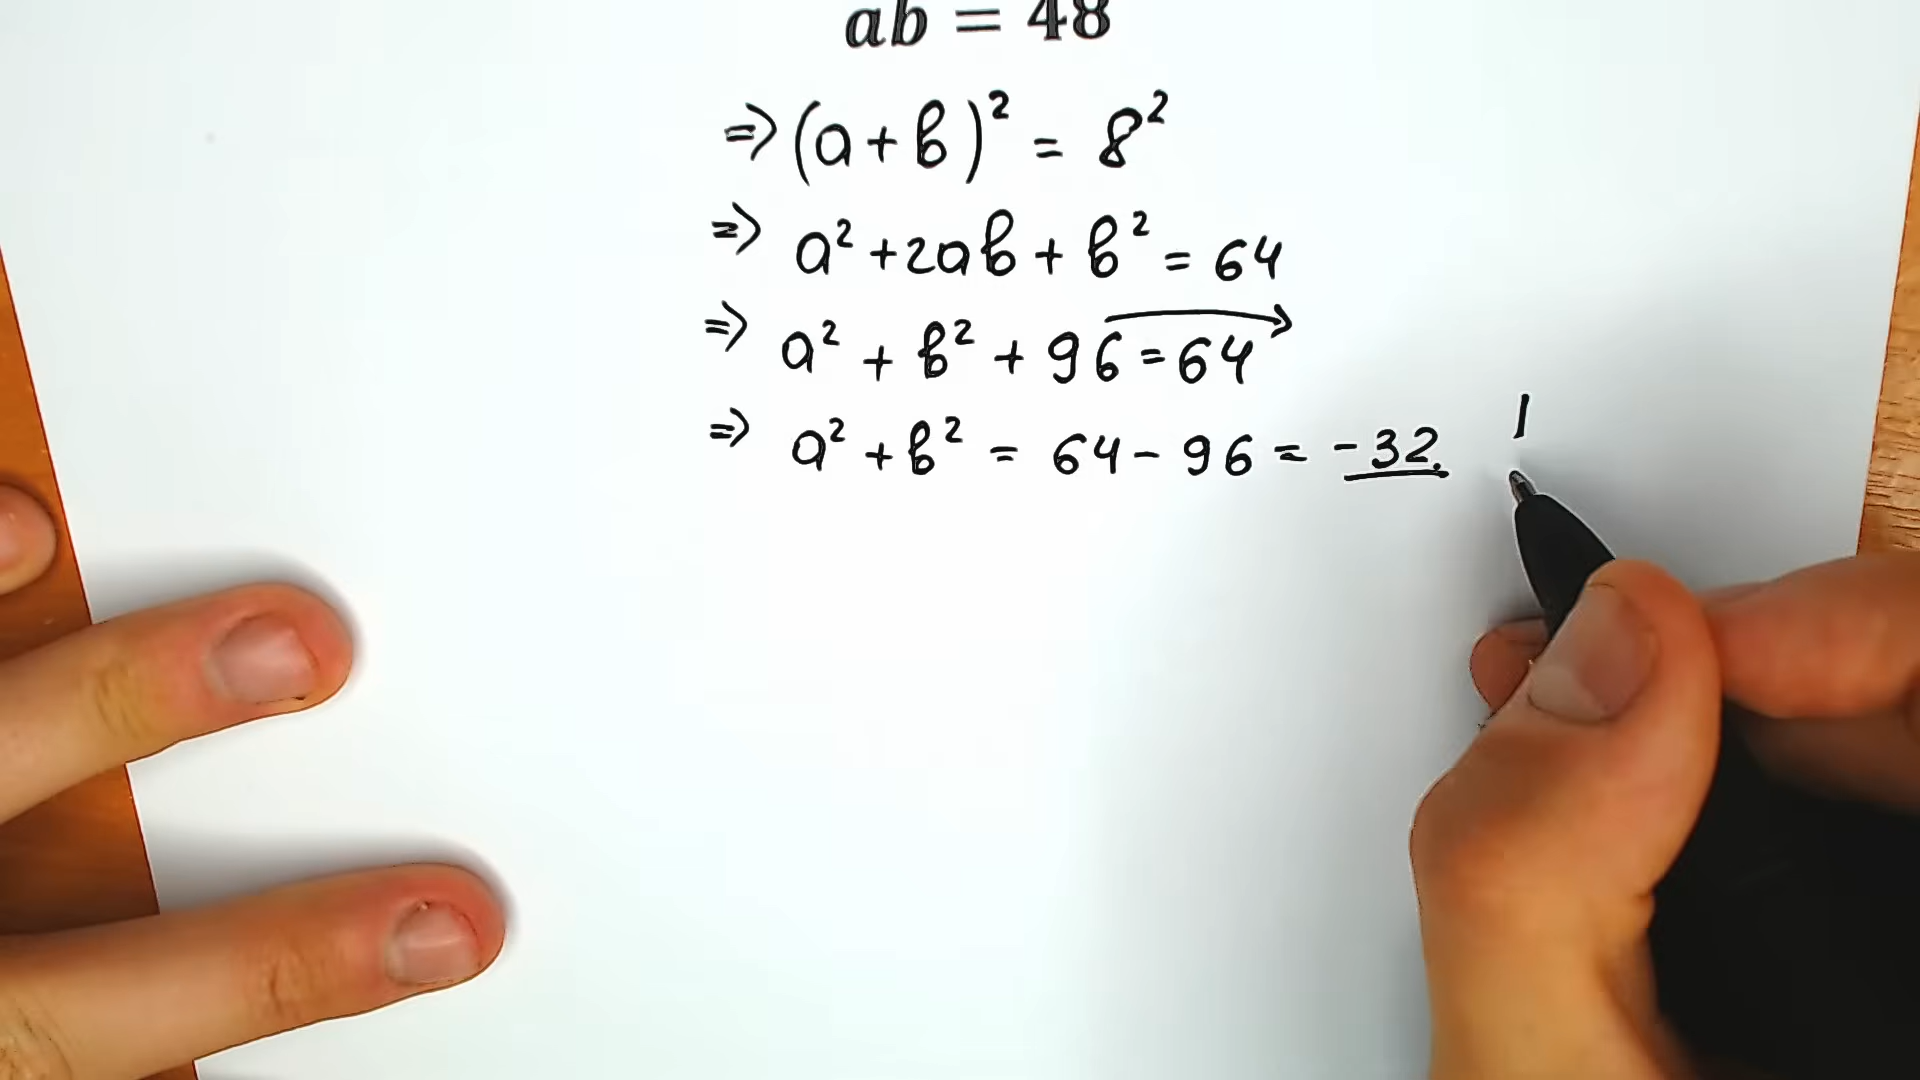 ab = 48
=> (a+b)² = 8²
=> a² + 2ab + b² = 64
=> a² + b² + 96 = 64
=> a² + b² = 64 - 96 = -32. !